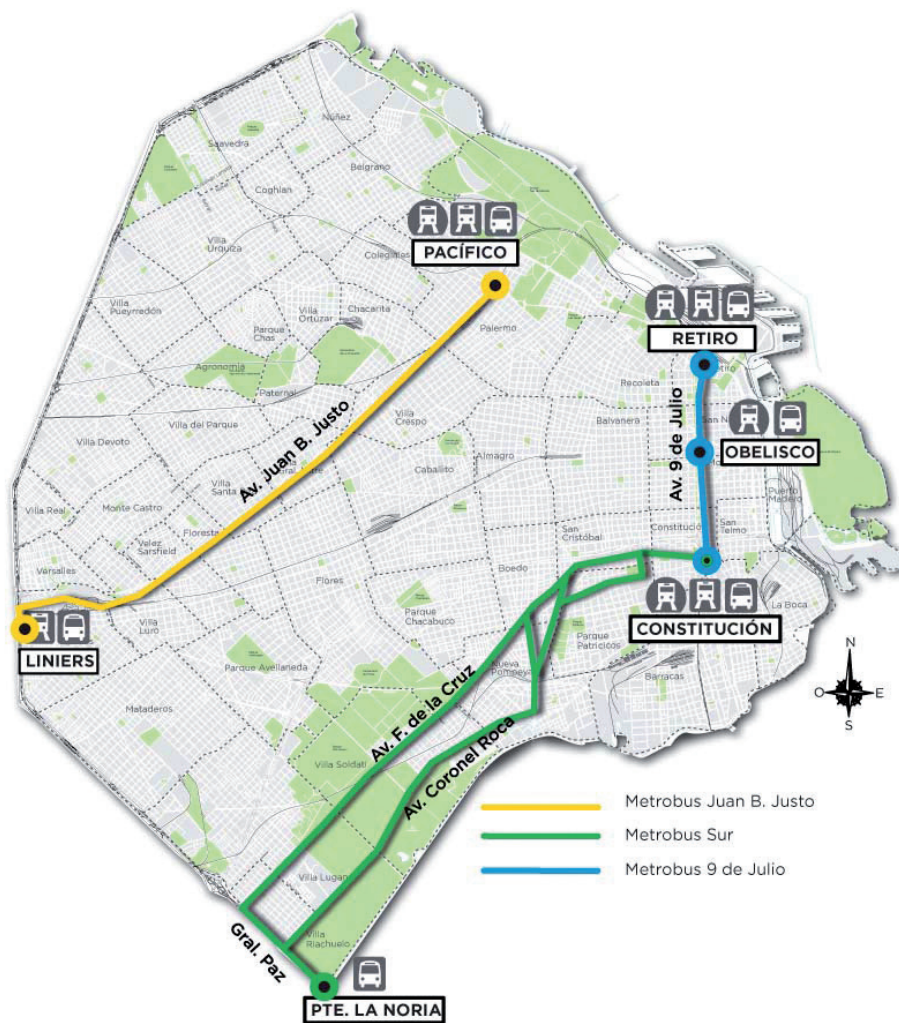 Núñez
Saavedra
Belgrano
Coghlan
Villa
Urquiza
PACÍFICO
Colegiales
Villa
Pueyrredón
Villa
Ortúzar
Chacarita
Parque
Chas
Palermo
RETIRO
Retiro
Agronomía
Paternal
Recoleta
Av. Juan B. Justo
Villa
Crespo
Balvanera
Av. 9 de Julio
OBELISCO
Villa del Parque
Villa Devoto
Almagro
Caballito
Villa
Puerto
Madero
Villa Real
Monte Castro
Floresta
San
Cristóbal
Constitució
San
Telmo
Velez
Sarsfield
Versalles
Flores
Boedo
La Boca
CONSTITUCIÓN
Villa
Luro
Parque
Chacabuco
Parque
Patricios
LINIERS
Parque Avellaneda
Nueva
Pompeya
Barracas
N
O
E
S
Mataderos
Av. F. de la Cruz
Av. Coronel Roca
Villa Soldati
Metrobus Juan B. Justo
Metrobus Sur
Metrobus 9 de Julio
Villa Lugan
Villa
Riachuelo
Gral. Paz
PTE. LA NORIA